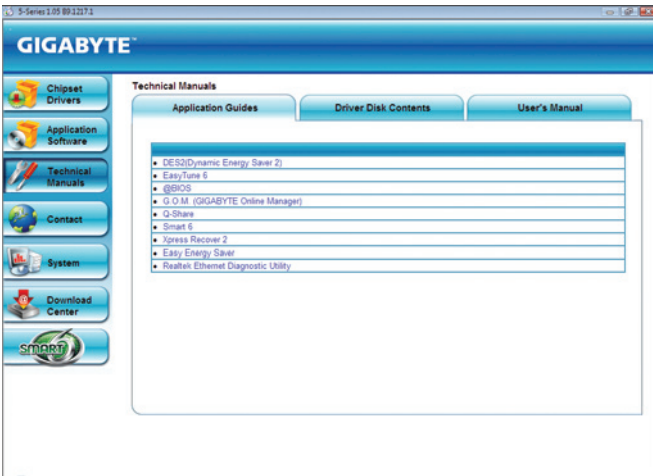 5-Series 1.05 B9.1217.1
GIGABYTE™
Chipset
Drivers
Application
Software
Technical
Manuals
Contact
System
Download
Center
SMART 6
Technical Manuals
Application Guides
Driver Disk Contents
User's Manual
DES2(Dynamic Energy Saver 2)
EasyTune 6
@BIOS
G.O.M. (GIGABYTE Online Manager)
Q-Share
Smart 6
Xpress Recover 2
Easy Energy Saver
Realtek Ethernet Diagnostic Utility